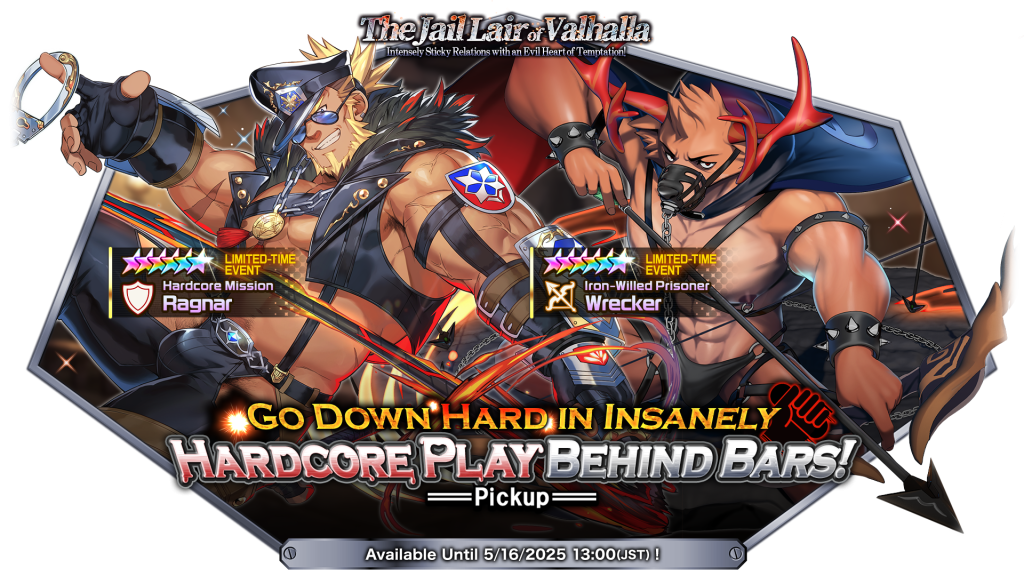 The Jail Lair of Valhalla
Intensely Sticky Relations with an Evil Heart of Temptation!
LIMITED-TIME
EVENT
Hardcore Mission
Ragnar
LIMITED-TIME
EVENT
Iron-Willed Prisoner
Wrecker
GO DOWN HARD IN INSANELY
HARDCORE PLAY BEHIND BARS!
Pickup
Available Until 5/16/2025 13:00(JST) !